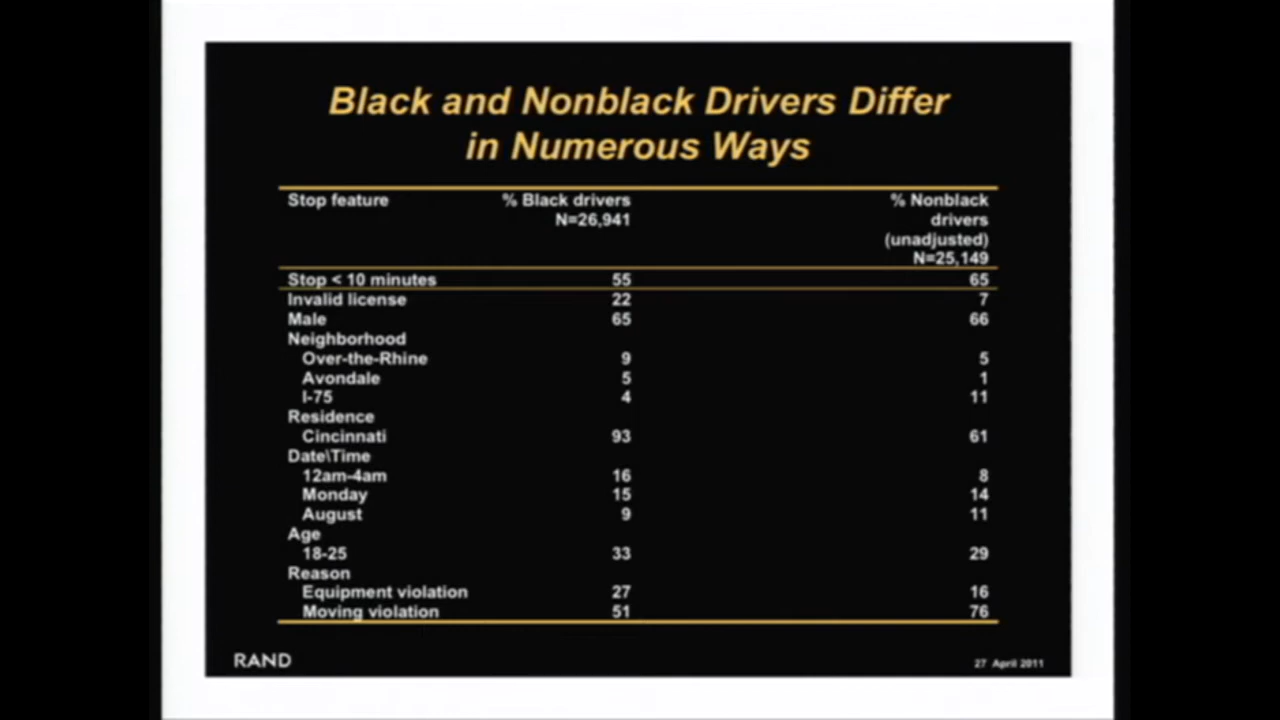 Black and Nonblack Drivers Differ
in Numerous Ways
Stop feature % Black drivers % Nonblack
N=26,941 drivers
(unadjusted)
N=25,149
Stop < 10 minutes 55 65
Invalid license 22 7
Male 65 66
Neighborhood
Over-the-Rhine 9 5
Avondale 5 1
I-75 4 11
Residence
Cincinnati 93 61
Date\Time
12am-4am 16 8
Monday 15 14
August 9 11
Age
18-25 33 29
Reason
Equipment violation 27 16
Moving violation 51 76
RAND 27 April 2011